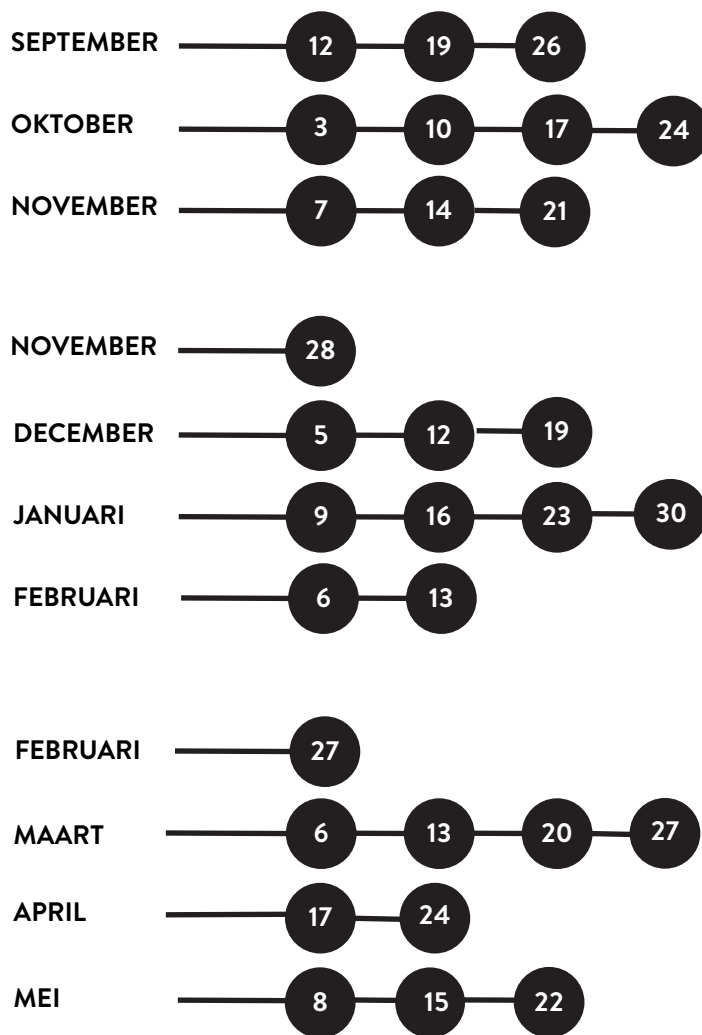 SEPTEMBER 12 19 26
OKTOBER 3 10 17 24
NOVEMBER 7 14 21
NOVEMBER 28
DECEMBER 5 12 19
JANUARI 9 16 23 30
FEBRUARI 6 13
FEBRUARI 27
MAART 6 13 20 27
APRIL 17 24
MEI 8 15 22